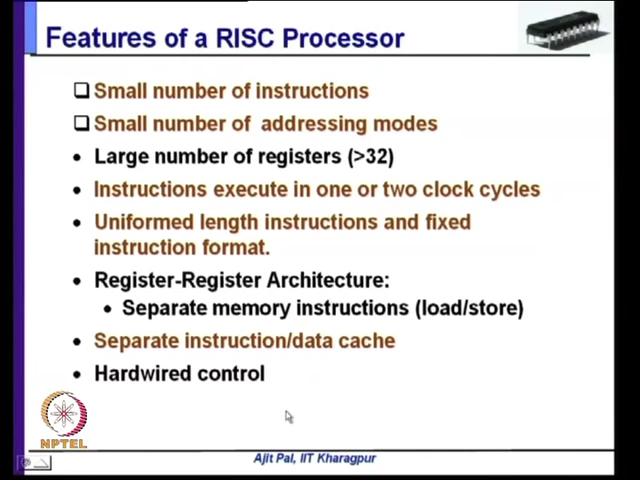 Features of a RISC Processor
Small number of instructions
Small number of addressing modes
Large number of registers (>32)
Instructions execute in one or two clock cycles
Uniformed length instructions and fixed
instruction format.
Register-Register Architecture:
Separate memory instructions (load/store)
Separate instruction/data cache
Hardwired control
NPTEL
Ajit Pal, IIT Kharagpur